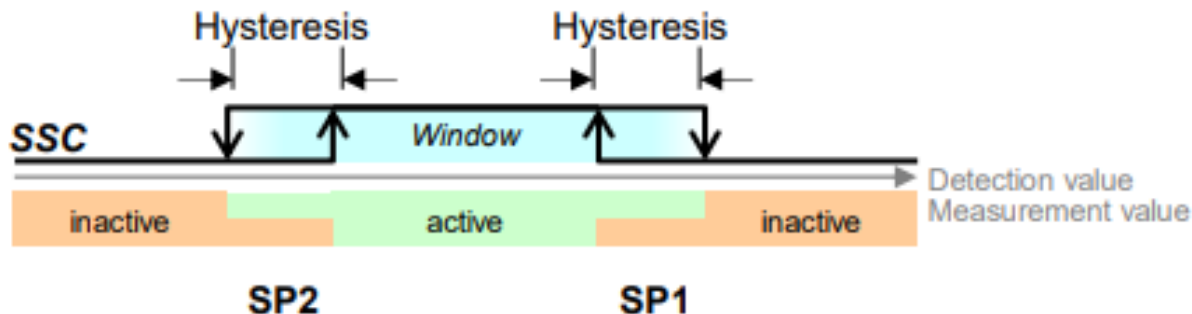 Hysteresis Hysteresis
SSC Window
Detection value
Measurement value
inactive active inactive
SP2 SP1